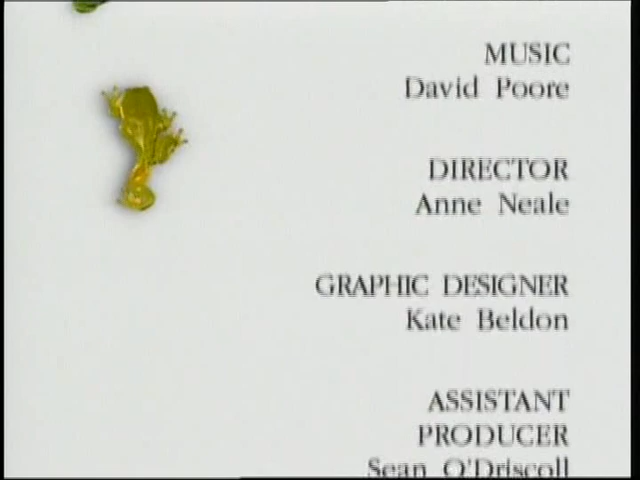 MUSIC
David Poore
DIRECTOR
Anne Neale
GRAPHIC DESIGNER
Kate Beldon
ASSISTANT
PRODUCER
Sean O'Driscoll